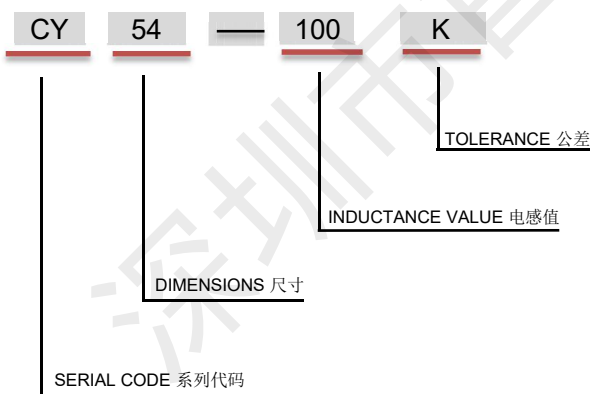 CY 54 — 100 K
TOLERANCE 公差
INDUCTANCE VALUE 电感值
DIMENSIONS 尺寸
SERIAL CODE 系列代码
深圳市